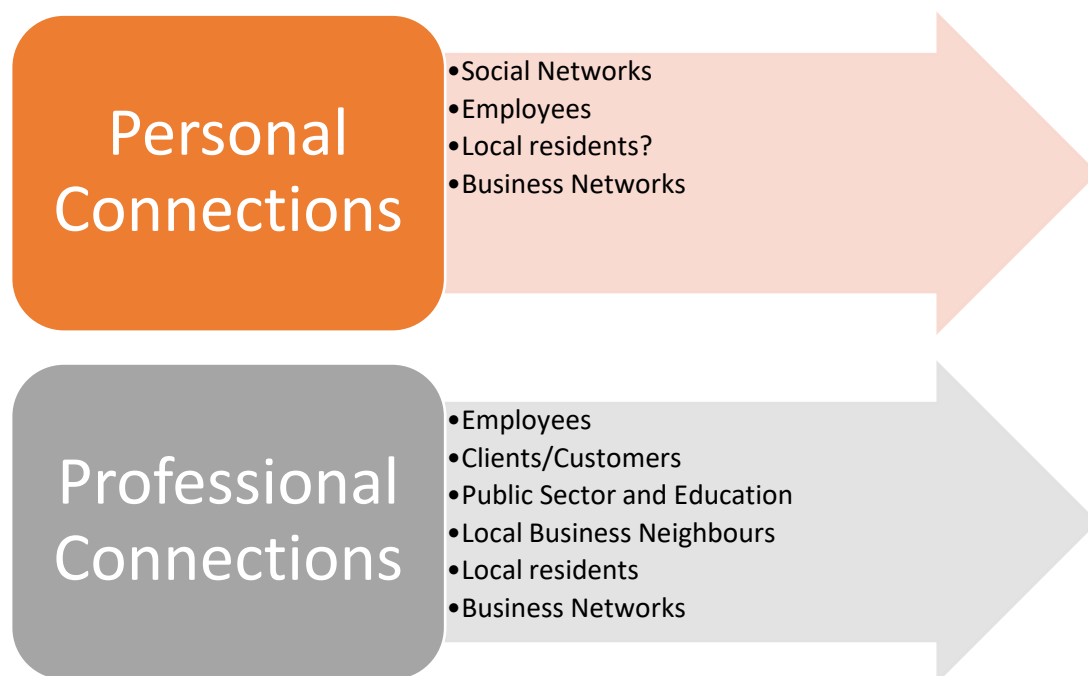 Personal
Connections
•Social Networks
•Employees
•Local residents?
•Business Networks
Professional
Connections
•Employees
•Clients/Customers
•Public Sector and Education
•Local Business Neighbours
•Local residents
•Business Networks